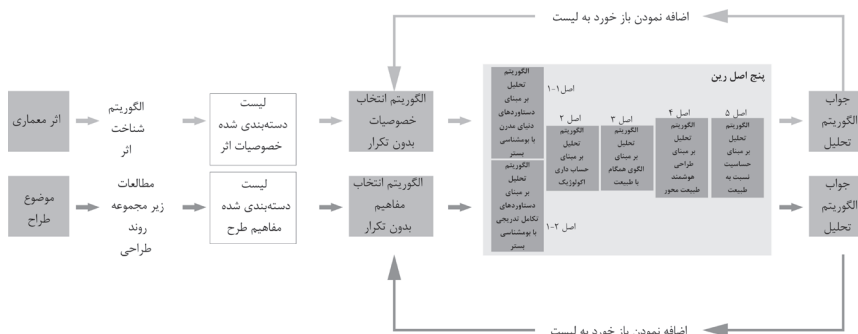 اضافه نمودن باز خورد به لیست
اثر معماری
الگوریتم
شناخت
اثر
لیست
دسته‌بندی شده
خصوصیات اثر
الگوریتم انتخاب
خصوصیات
بدون تکرار
پنج اصل رین
الگوریتم
تحلیل
بر مبنای
دستاوردهای
دنیای مدرن
با بومشناسی
بستر
اصل ۱-۱
اصل ۲
الگوریتم
تحلیل
بر مبنای
حساب داری
اکولوژیک
اصل ۳
الگوریتم
تحلیل
بر مبنای
الگوی همگام
با طبیعت
اصل ۴
الگوریتم
تحلیل
بر مبنای
طراحی
هوشمند
طبیعت محور
اصل ۵
الگوریتم
تحلیل
بر مبنای
حساسیت
نسبت به
طبیعت
جواب
الگوریتم
تحلیل
موضوع
طراح
مطالعات
زیر مجموعه
روند
طراحی
لیست
دسته‌بندی شده
مفاهیم طرح
الگوریتم انتخاب
مفاهیم
بدون تکرار
الگوریتم
تحلیل
بر مبنای
دستاوردهای
تکامل تدریجی
با بومشناسی
بستر
اصل ۲-۱
جواب
الگوریتم
تحلیل
اضافه نمودن باز خورد به لیست